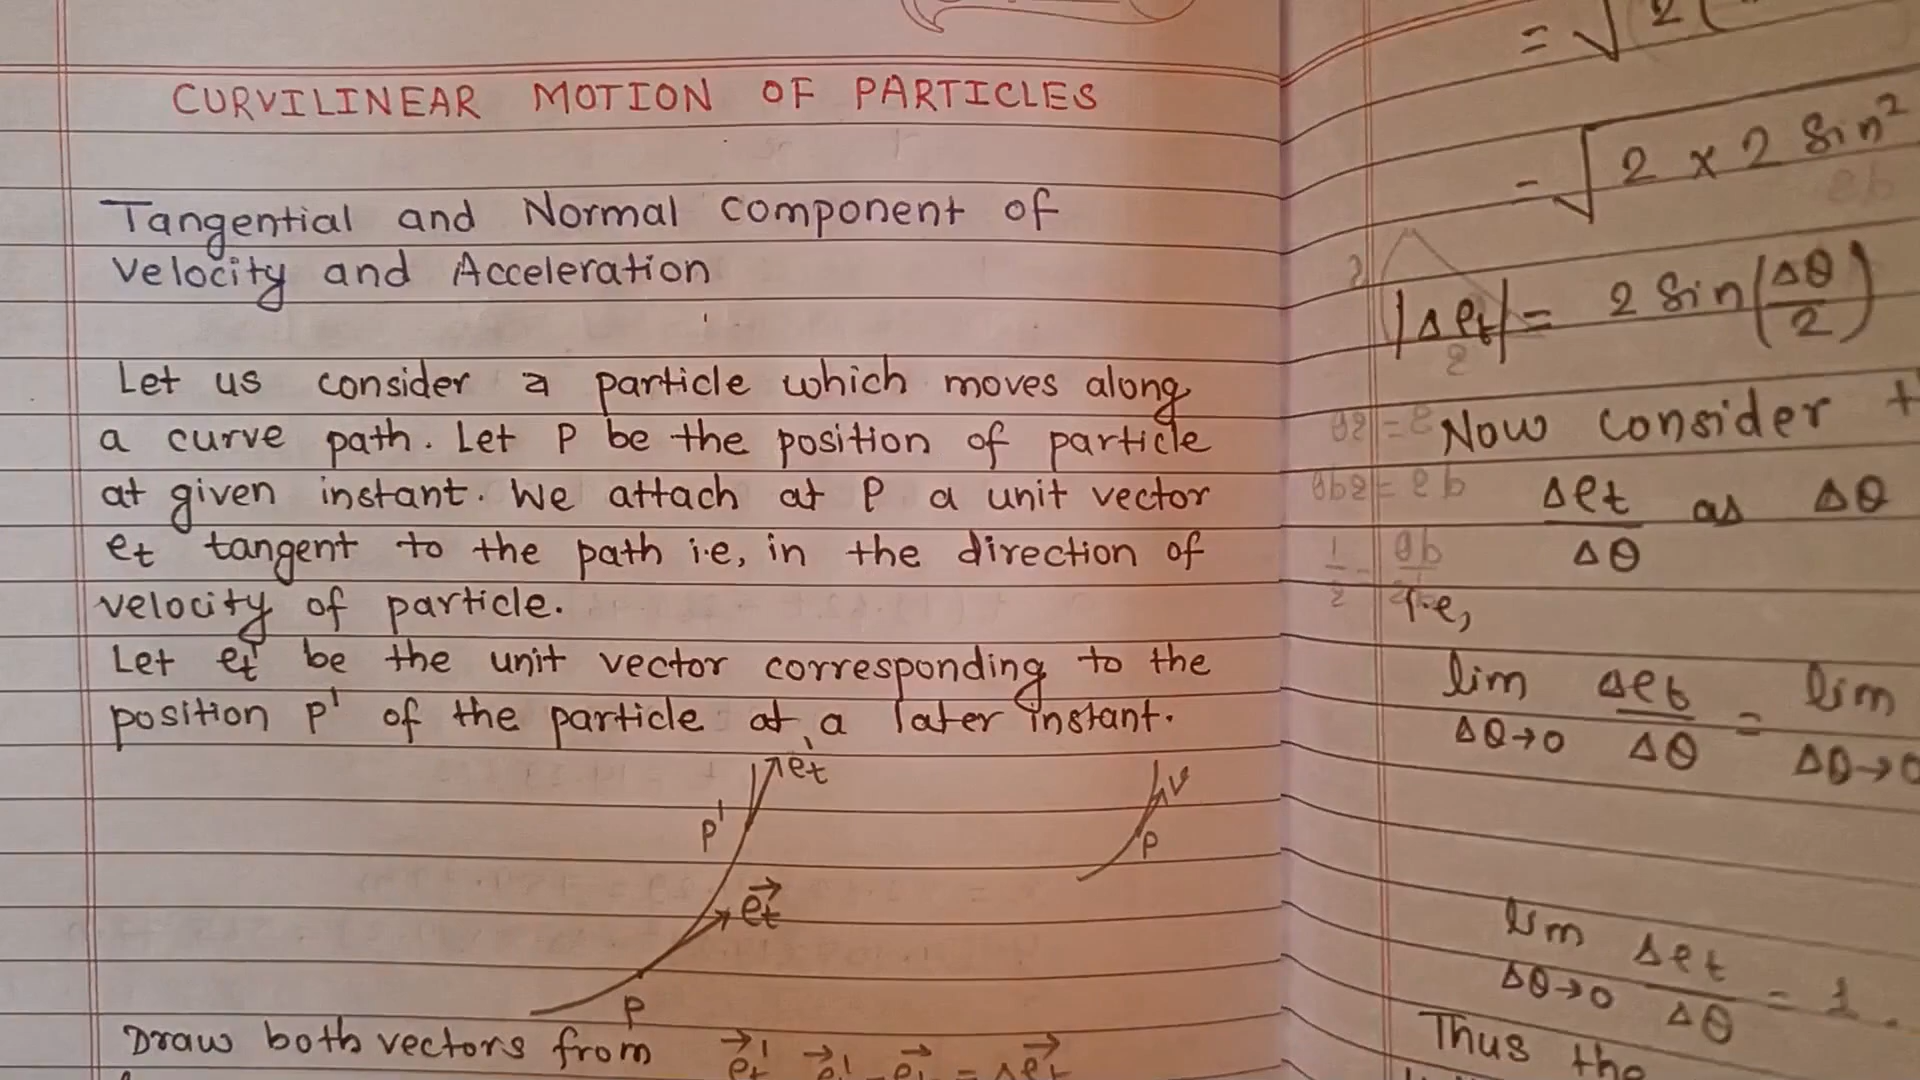 CURVILINEAR MOTION OF PARTICLES
Tangential and Normal component of
velocity and Acceleration
Let us consider a particle which moves along
a curve path. Let P be the position of particle
at given instant. We attach at P a unit vector
et tangent to the path i.e, in the direction of
velocity of particle.
Let et' be the unit vector corresponding to the
position P' of the particle at a later instant.
et'
P'
et→
P
v
P
Draw both vectors from
et→' et→' - et→ = Δet→
= √2(
= √2 × 2 Sin²
|Δet| = 2 Sin(Δθ/2)
Now consider
Δet/Δθ as Δθ
i.e,
lim Δθ→0 Δet/Δθ = lim Δθ→0
lim Δθ→0 Δet/Δθ = 1.
Thus the